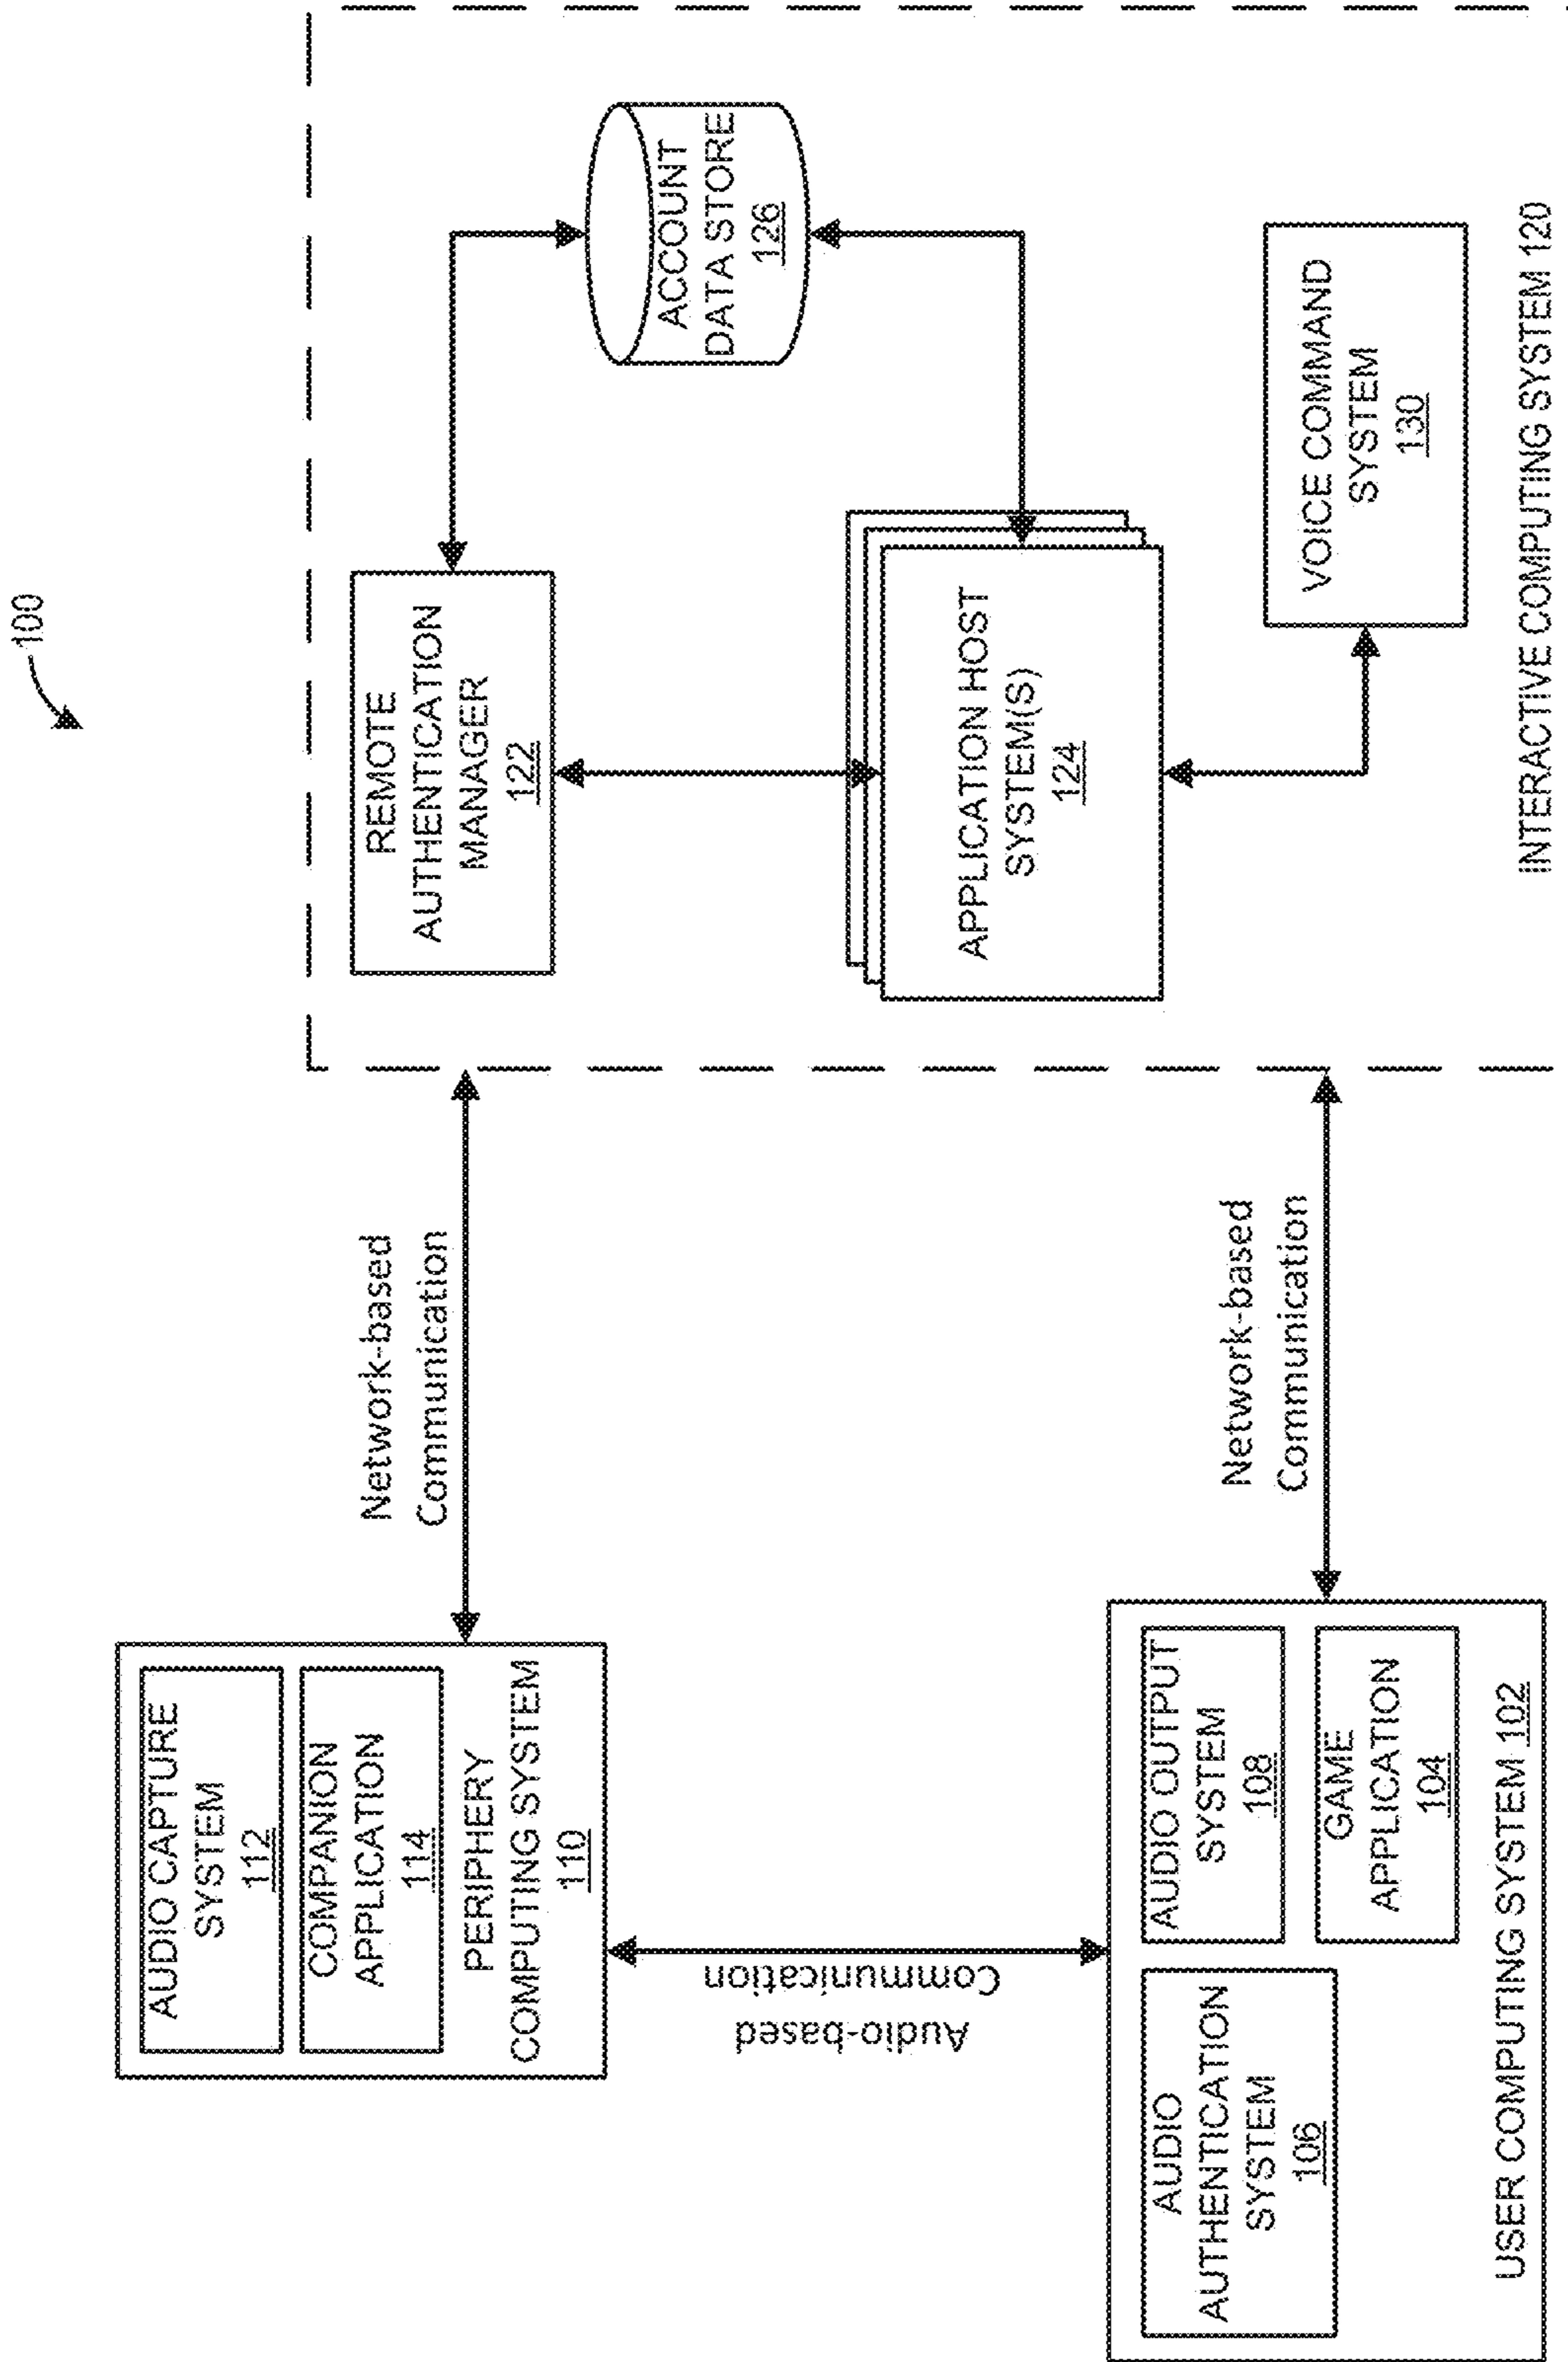 100
AUDIO CAPTURE
SYSTEM
112
COMPANION
APPLICATION
114
PERIPHERY
COMPUTING SYSTEM
110
Network-based
Communication
REMOTE
AUTHENTICATION
MANAGER
122
ACCOUNT
DATA STORE
126
Audio-based
Communication
APPLICATION HOST
SYSTEM(S)
124
AUDIO
AUTHENTICATION
SYSTEM
106
AUDIO OUTPUT
SYSTEM
108
GAME
APPLICATION
104
USER COMPUTING SYSTEM 102
Network-based
Communication
VOICE COMMAND
SYSTEM
130
INTERACTIVE COMPUTING SYSTEM 120